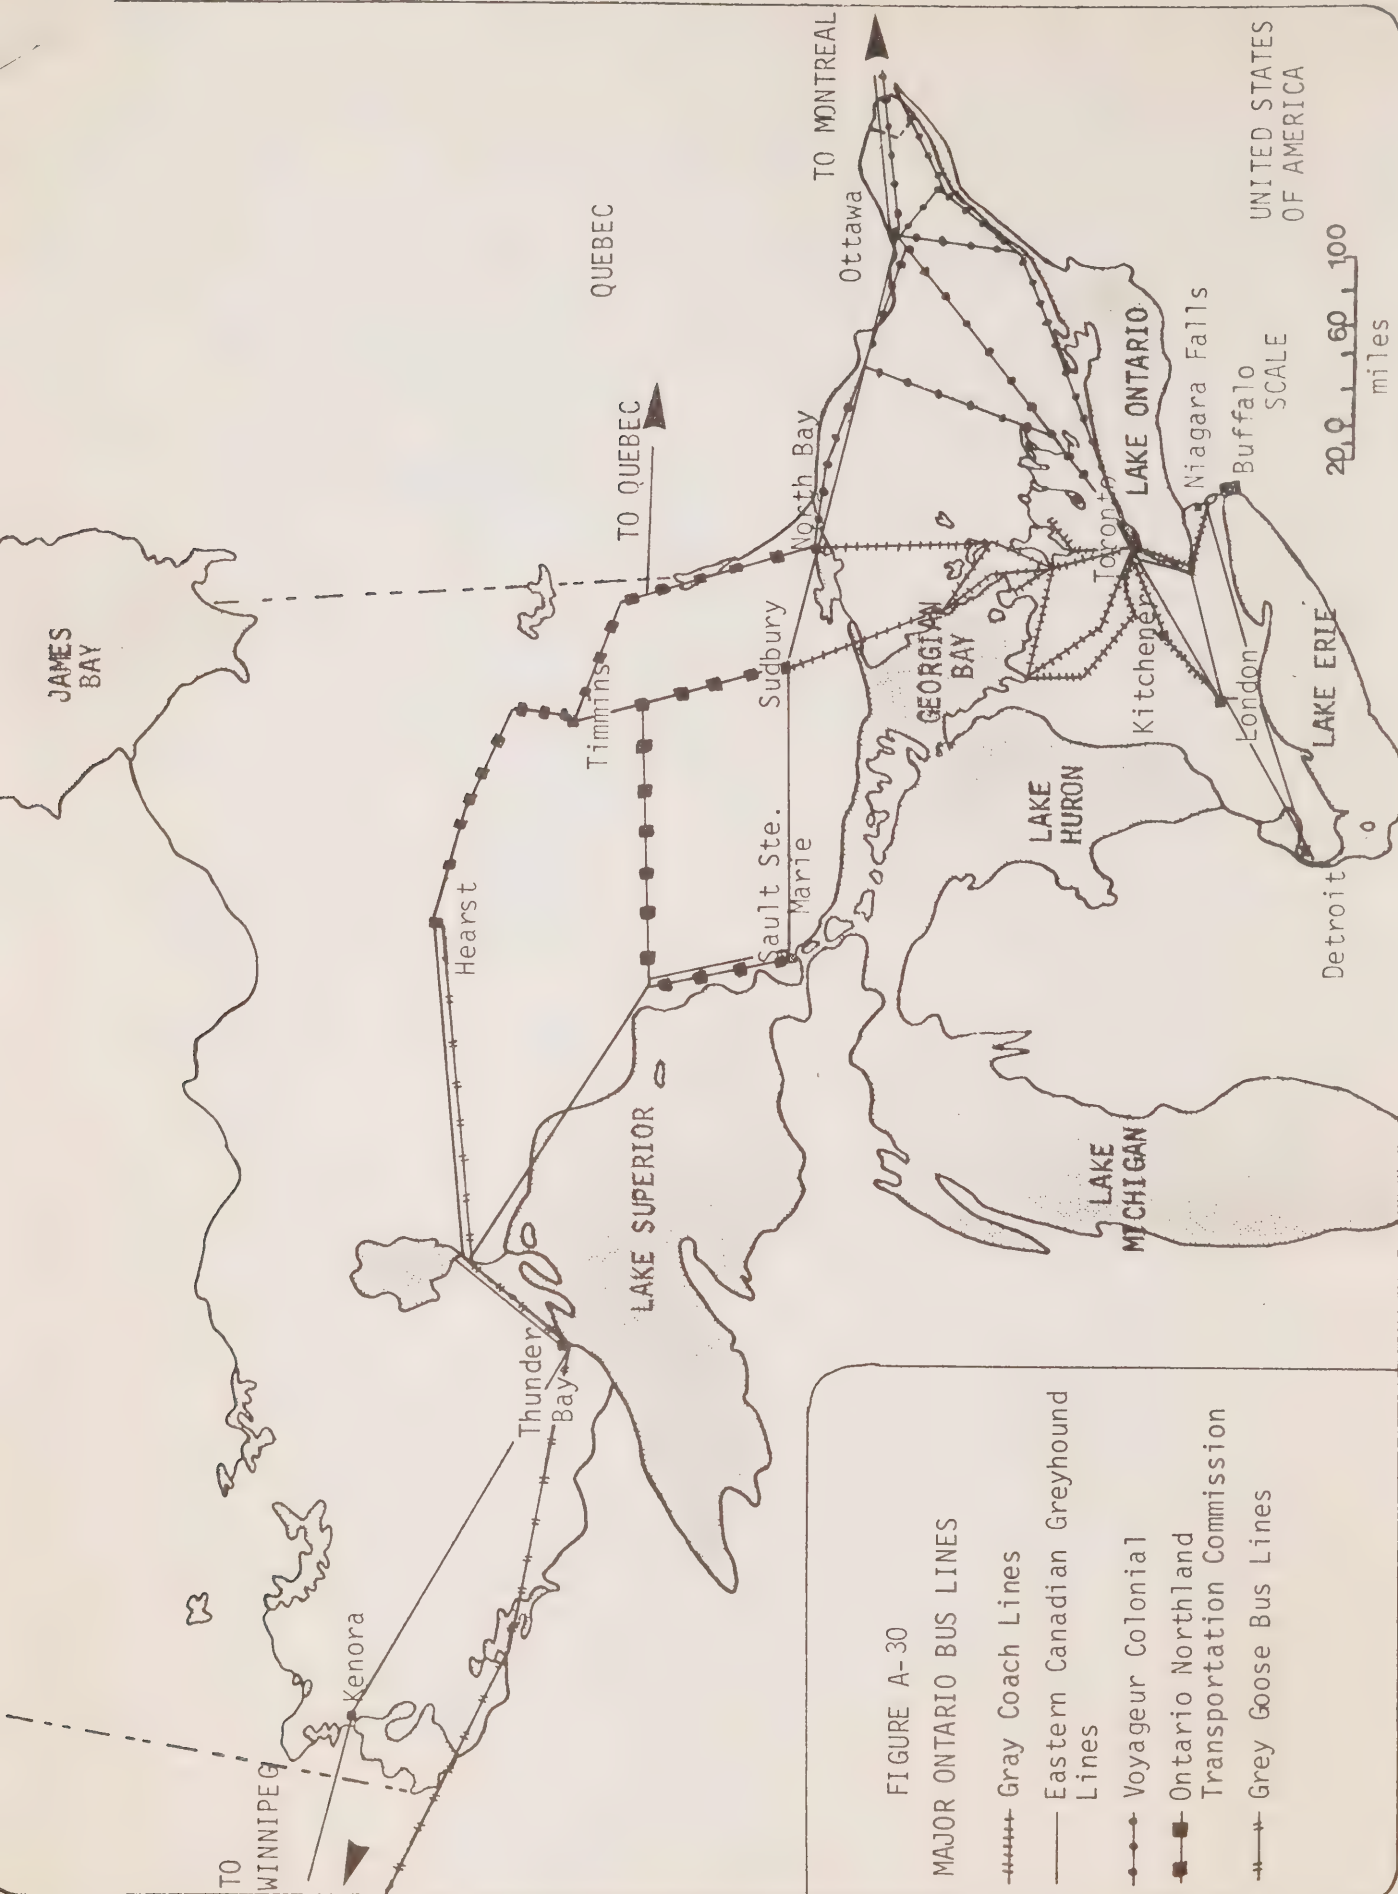 JAMES
BAY
QUEBEC
TO QUEBEC
TO MONTREAL
Ottawa
North Bay
Timmins
Sudbury
Hearst
Sault Ste.
Marie
Thunder
Bay
Kenora
TO
WINNIPEG
LAKE SUPERIOR
GEORGIAN
BAY
LAKE
HURON
LAKE
MICHIGAN
Toronto
Kitchener
London
LAKE ONTARIO
Niagara Falls
Buffalo
LAKE ERIE
Detroit
UNITED STATES
OF AMERICA
SCALE
20 0 60 100
miles
FIGURE A-30
MAJOR ONTARIO BUS LINES
Gray Coach Lines
Eastern Canadian Greyhound
Lines
Voyageur Colonial
Ontario Northland
Transportation Commission
Grey Goose Bus Lines